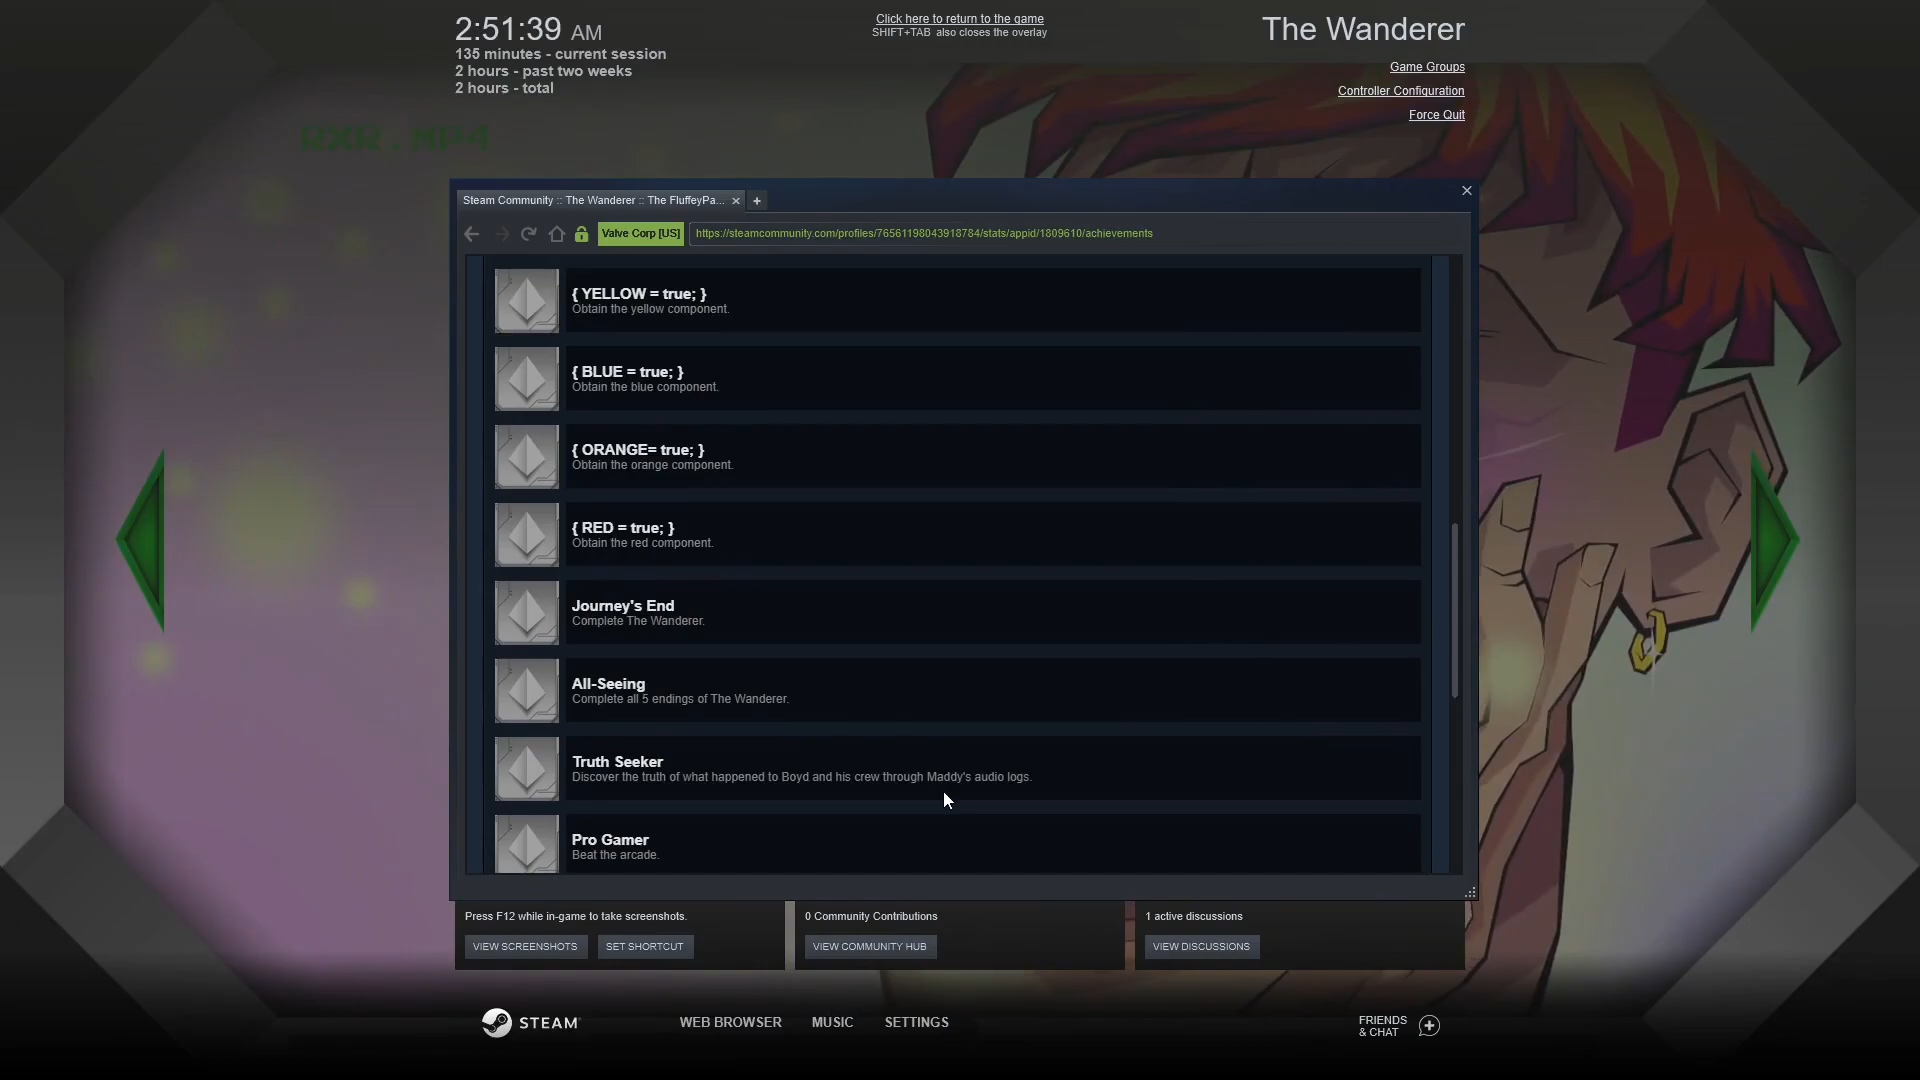 2:51:39 AM
135 minutes - current session
2 hours - past two weeks
2 hours - total
Click here to return to the game
SHIFT+TAB also closes the overlay
The Wanderer
Game Groups
Controller Configuration
Force Quit
RXR.MP4
Steam Community :: The Wanderer :: The FluffeyPa...
Valve Corp [US]
https://steamcommunity.com/profiles/76561198043918784/stats/appid/1809610/achievements
{ YELLOW = true; }
Obtain the yellow component.
{ BLUE = true; }
Obtain the blue component.
{ ORANGE= true; }
Obtain the orange component.
{ RED = true; }
Obtain the red component.
Journey's End
Complete The Wanderer.
All-Seeing
Complete all 5 endings of The Wanderer.
Truth Seeker
Discover the truth of what happened to Boyd and his crew through Maddy's audio logs.
Pro Gamer
Beat the arcade.
Press F12 while in-game to take screenshots.
VIEW SCREENSHOTS
SET SHORTCUT
0 Community Contributions
VIEW COMMUNITY HUB
1 active discussions
VIEW DISCUSSIONS
STEAM
WEB BROWSER
MUSIC
SETTINGS
FRIENDS
& CHAT